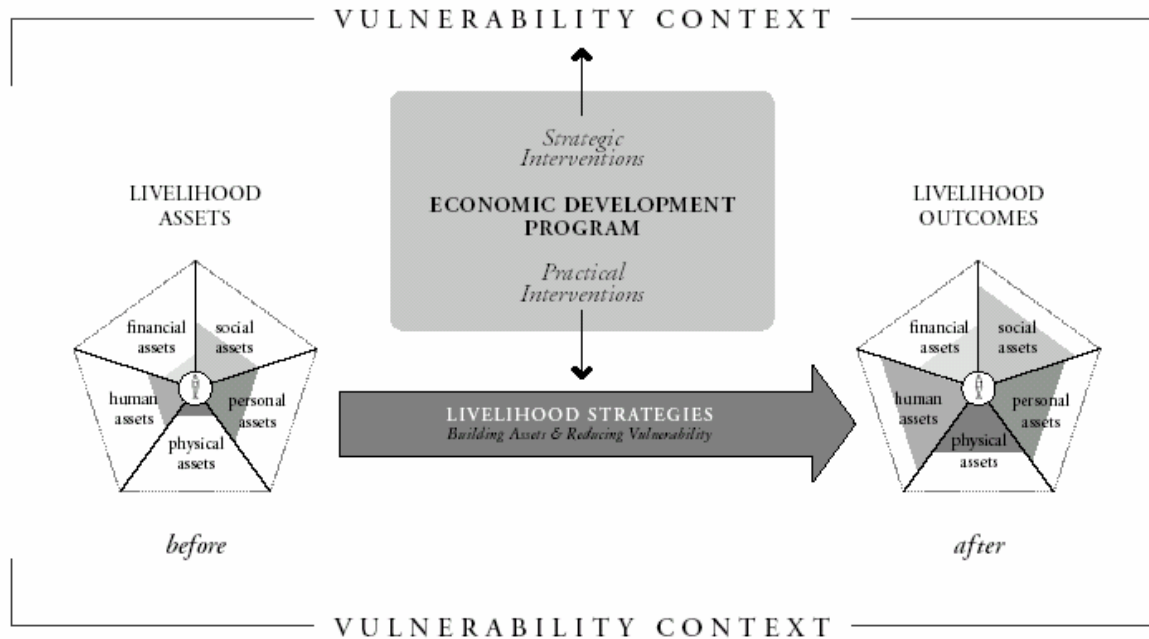 VULNERABILITY CONTEXT
Strategic
Interventions
ECONOMIC DEVELOPMENT
PROGRAM
Practical
Interventions
LIVELIHOOD
ASSETS
financial
assets
social
assets
human
assets
personal
assets
physical
assets
before
LIVELIHOOD STRATEGIES
Building Assets & Reducing Vulnerability
LIVELIHOOD
OUTCOMES
financial
assets
social
assets
human
assets
personal
assets
physical
assets
after
VULNERABILITY CONTEXT